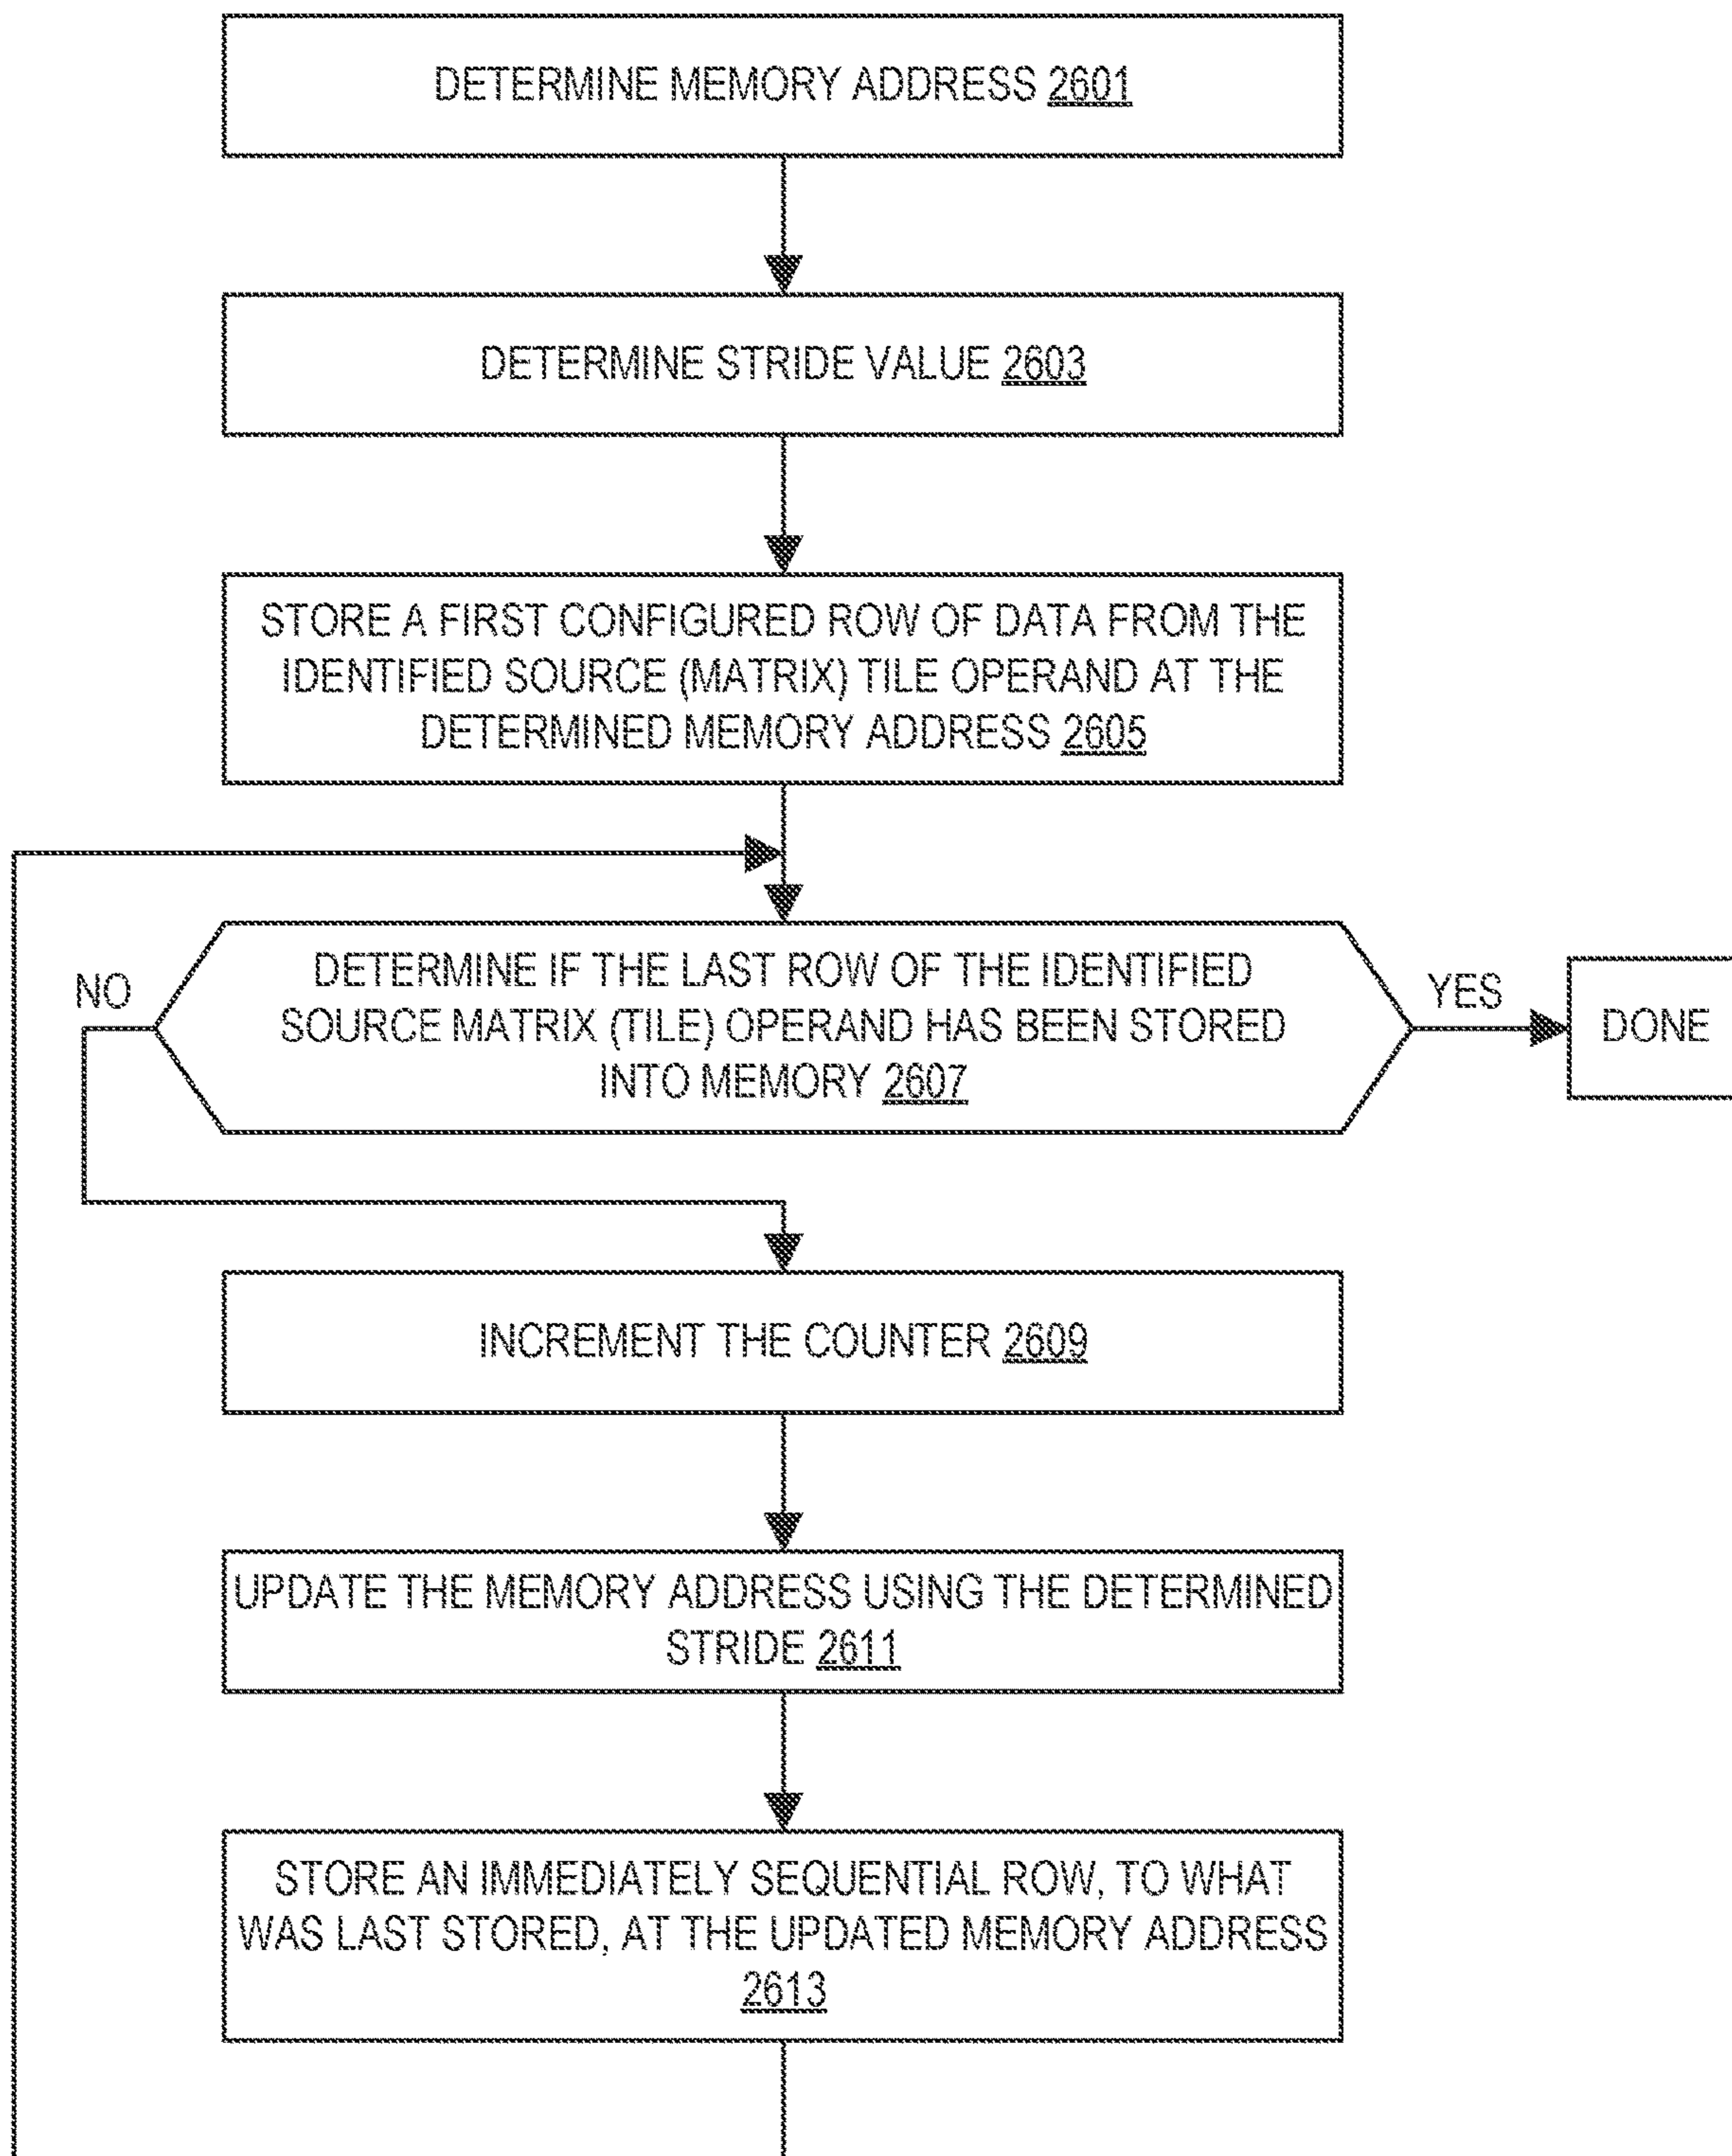 DETERMINE MEMORY ADDRESS 2601
DETERMINE STRIDE VALUE 2603
STORE A FIRST CONFIGURED ROW OF DATA FROM THE
IDENTIFIED SOURCE (MATRIX) TILE OPERAND AT THE
DETERMINED MEMORY ADDRESS 2605
NO
DETERMINE IF THE LAST ROW OF THE IDENTIFIED
SOURCE MATRIX (TILE) OPERAND HAS BEEN STORED
INTO MEMORY 2607
YES
DONE
INCREMENT THE COUNTER 2609
UPDATE THE MEMORY ADDRESS USING THE DETERMINED
STRIDE 2611
STORE AN IMMEDIATELY SEQUENTIAL ROW, TO WHAT
WAS LAST STORED, AT THE UPDATED MEMORY ADDRESS
2613